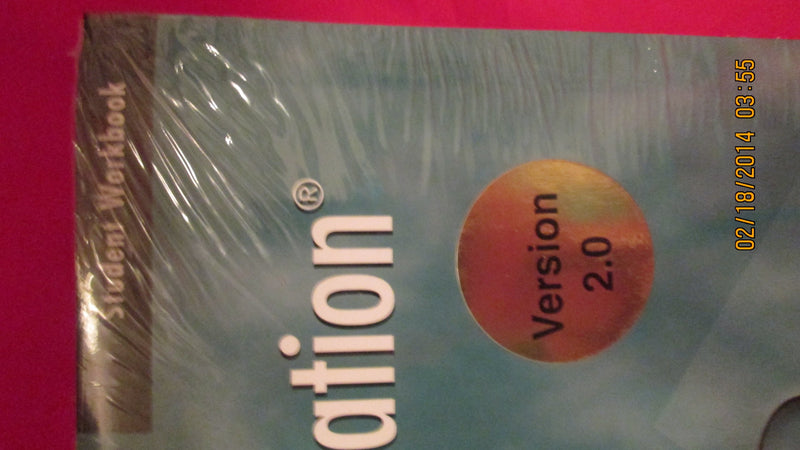 Student Workbook
ation®
Version
2.0
02/18/2014 03:55